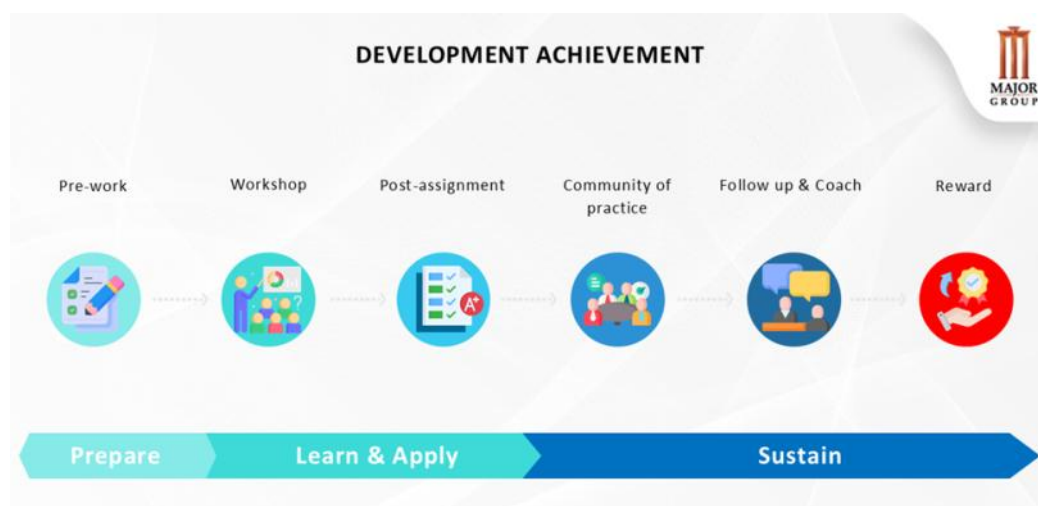 DEVELOPMENT ACHIEVEMENT
MAJOR
GROUP
Pre-work
Workshop
Post-assignment
Community of
practice
Follow up & Coach
Reward
A+
Prepare
Learn & Apply
Sustain